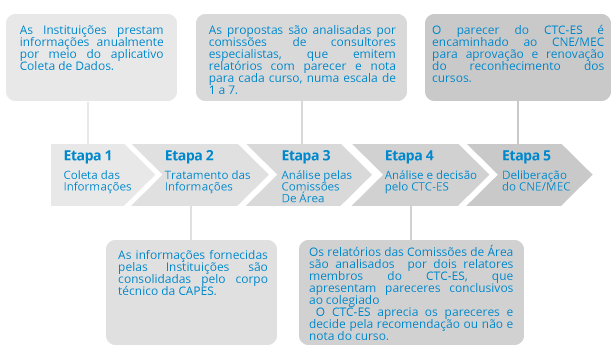 As Instituições prestam
informações anualmente
por meio do aplicativo
Coleta de Dados.
As propostas são analisadas por
comissões de consultores
especialistas, que emitem
relatórios com parecer e nota
para cada curso, numa escala de
1 a 7.
O parecer do CTC-ES é
encaminhado ao CNE/MEC
para aprovação e renovação
do reconhecimento dos
cursos.
Etapa 1
Coleta das
Informações
Etapa 2
Tratamento das
Informações
Etapa 3
Análise pelas
Comissões
De Área
Etapa 4
Análise e decisão
pelo CTC-ES
Etapa 5
Deliberação
do CNE/MEC
As informações fornecidas
pelas Instituições são
consolidadas pelo corpo
técnico da CAPES.
Os relatórios das Comissões de Área
são analisados por dois relatores
membros do CTC-ES, que
apresentam pareceres conclusivos
ao colegiado
O CTC-ES aprecia os pareceres e
decide pela recomendação ou não e
nota do curso.